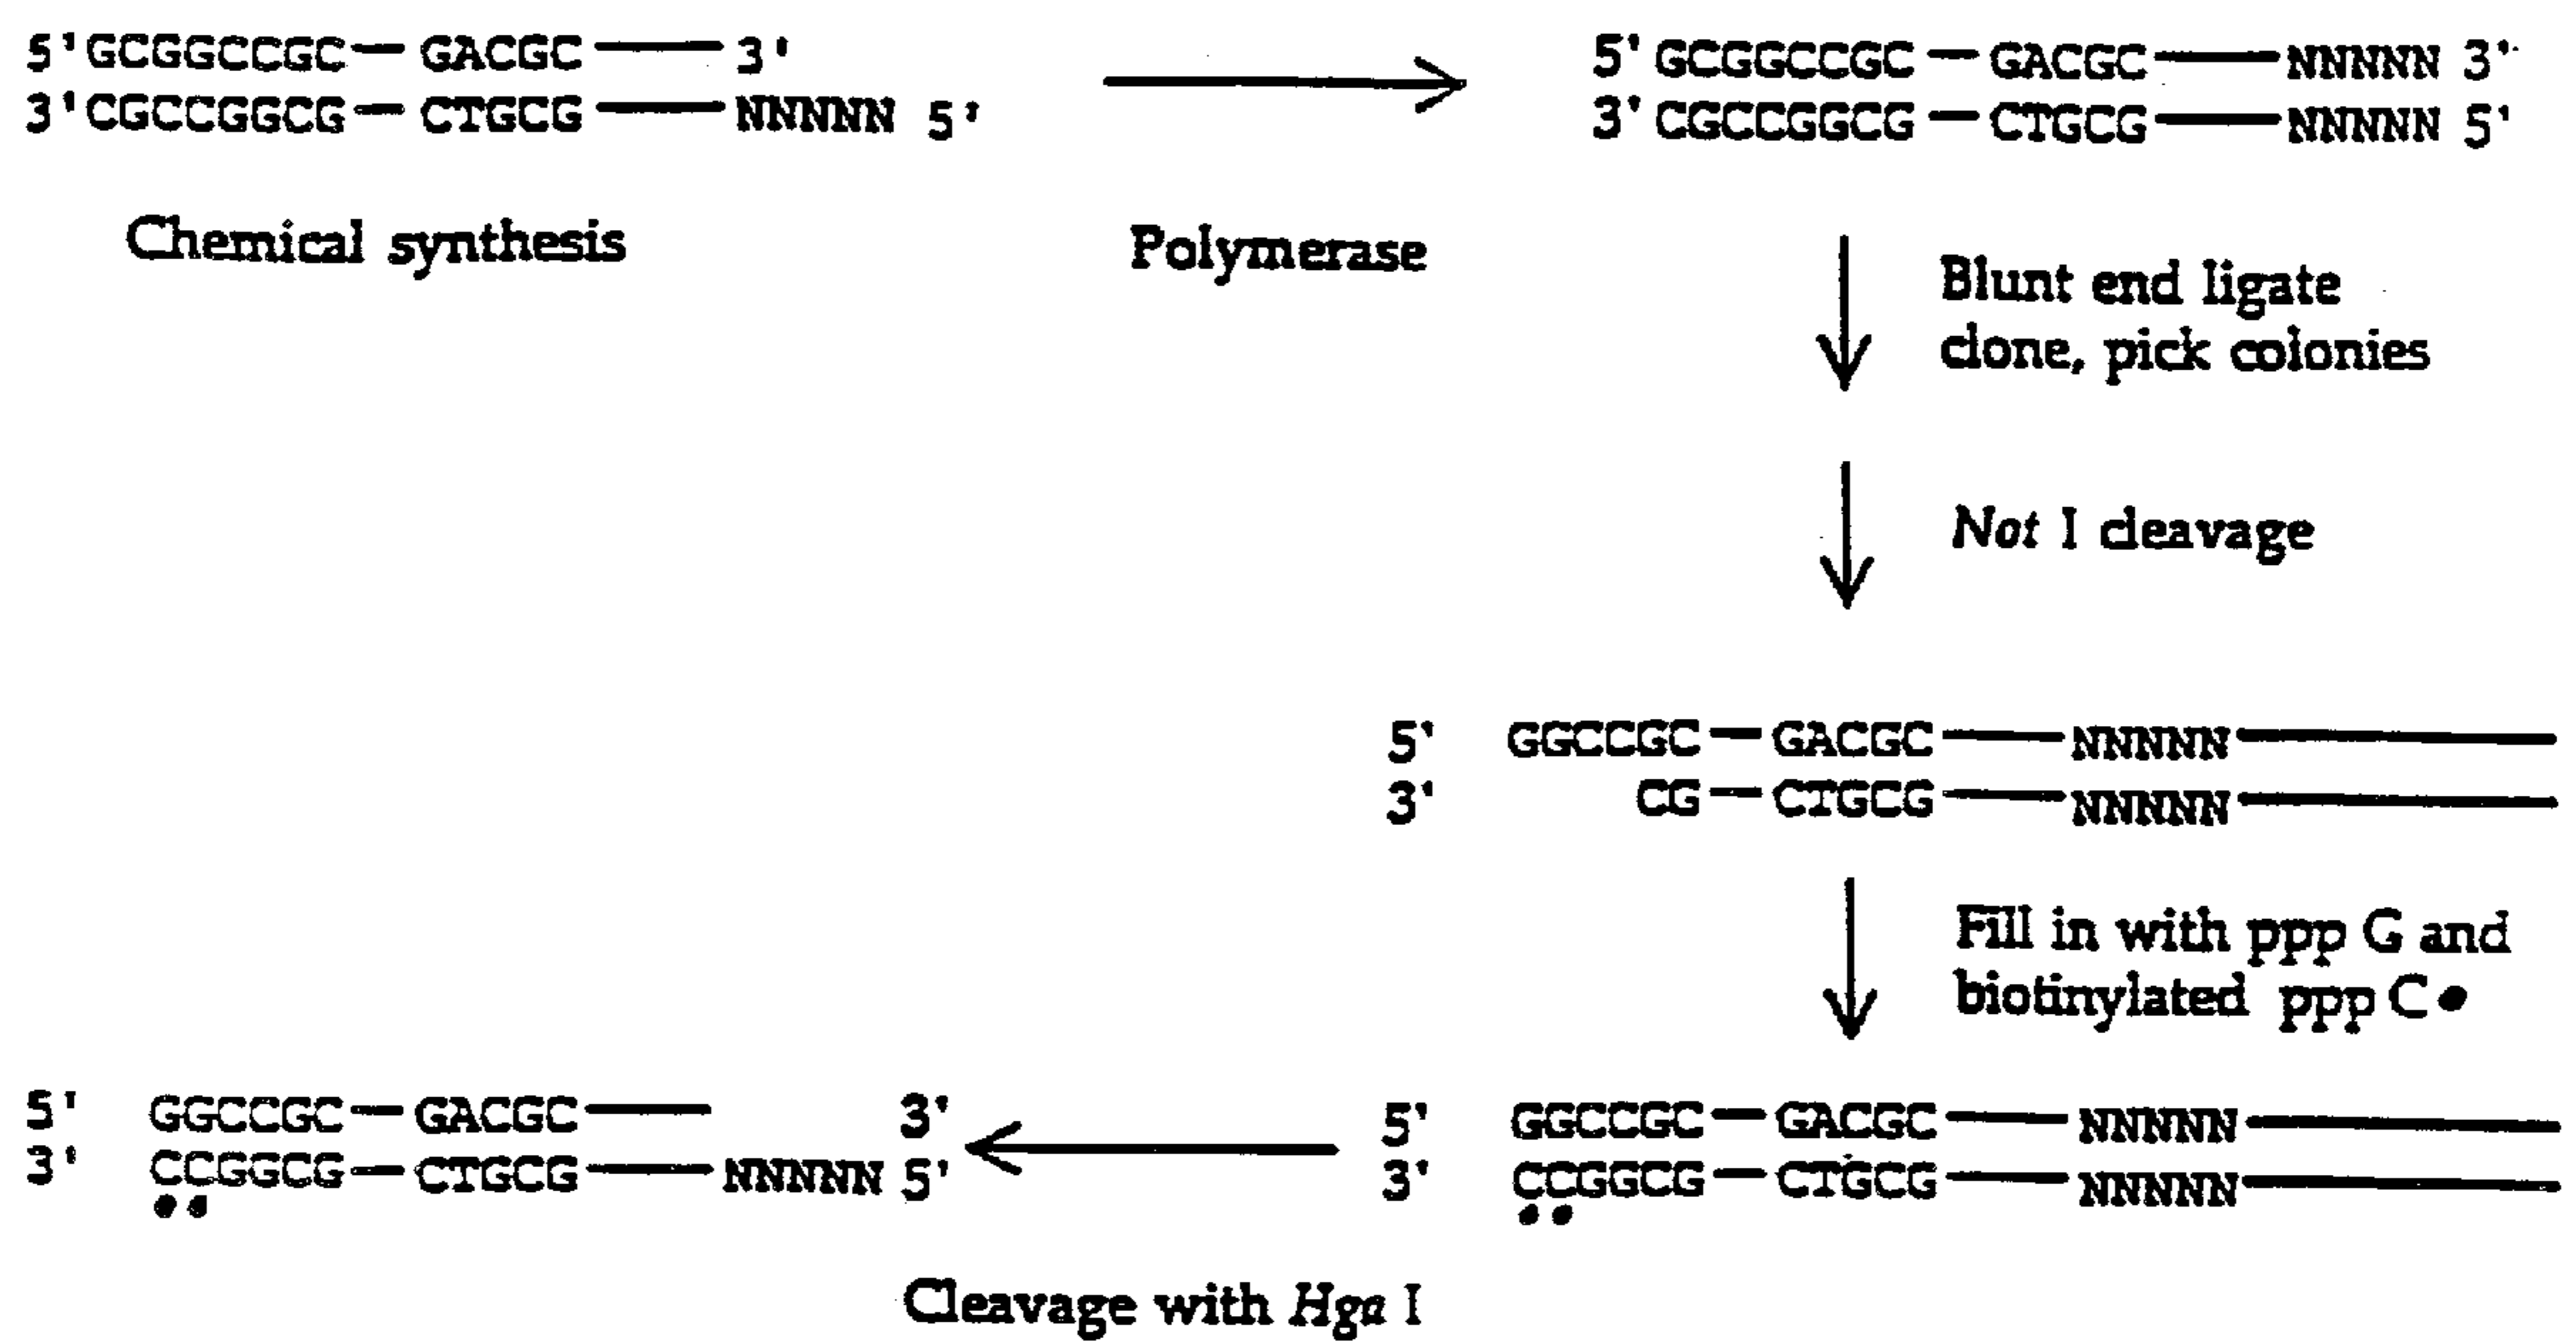 5'GCGGCCGC— GACGC——3'
3'CGCCGGCG— CTGCG——NNNNN 5'
Chemical synthesis
Polymerase
5' GCGGCCGC — GACGC——NNNNN 3'
3' CGCCGGCG — CTGCG——NNNNN 5'
Blunt end ligate
clone, pick colonies
Not I cleavage
5' GGCCGC — GACGC——NNNNN——
3' CG — CTGCG——NNNNN——
Fill in with ppp G and
biotinylated ppp C●
5' GGCCGC — GACGC——NNNNN——
3' CCGGCG — CTGCG——NNNNN——
Cleavage with Hga I
5' GGCCGC — GACGC—— 3'
3' CCGGCG — CTGCG——NNNNN 5'